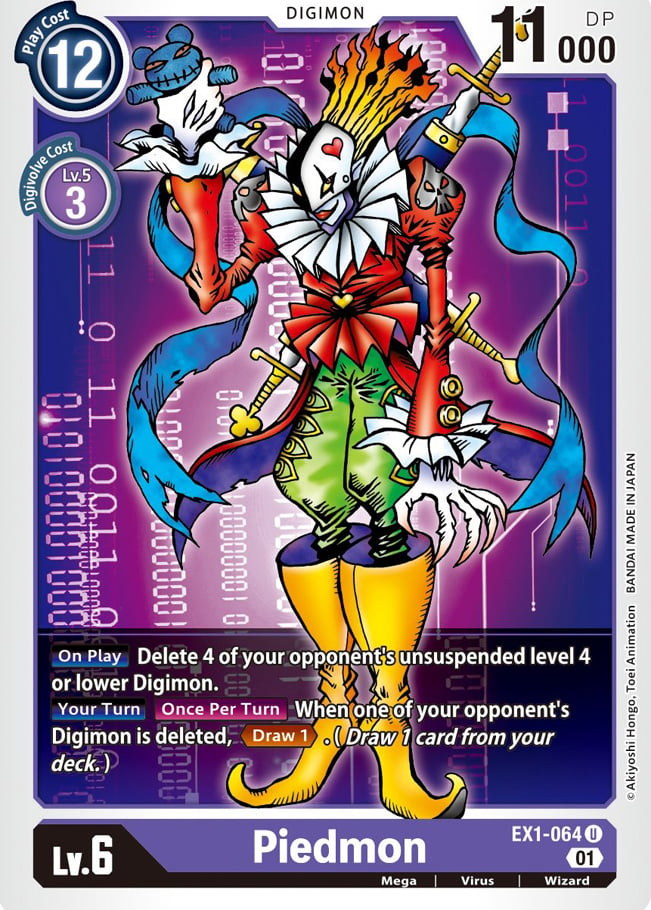 DIGIMON
Play Cost
12
DP
11000
Digivolve Cost
Lv.5
3
On Play Delete 4 of your opponent's unsuspended level 4
or lower Digimon.
Your Turn Once Per Turn When one of your opponent's
Digimon is deleted, Draw 1 . (Draw 1 card from your
deck.)
© Akiyoshi Hongo, Toei Animation BANDAI MADE IN JAPAN
Lv.6
Piedmon
EX1-064 U
01
Mega | Virus | Wizard